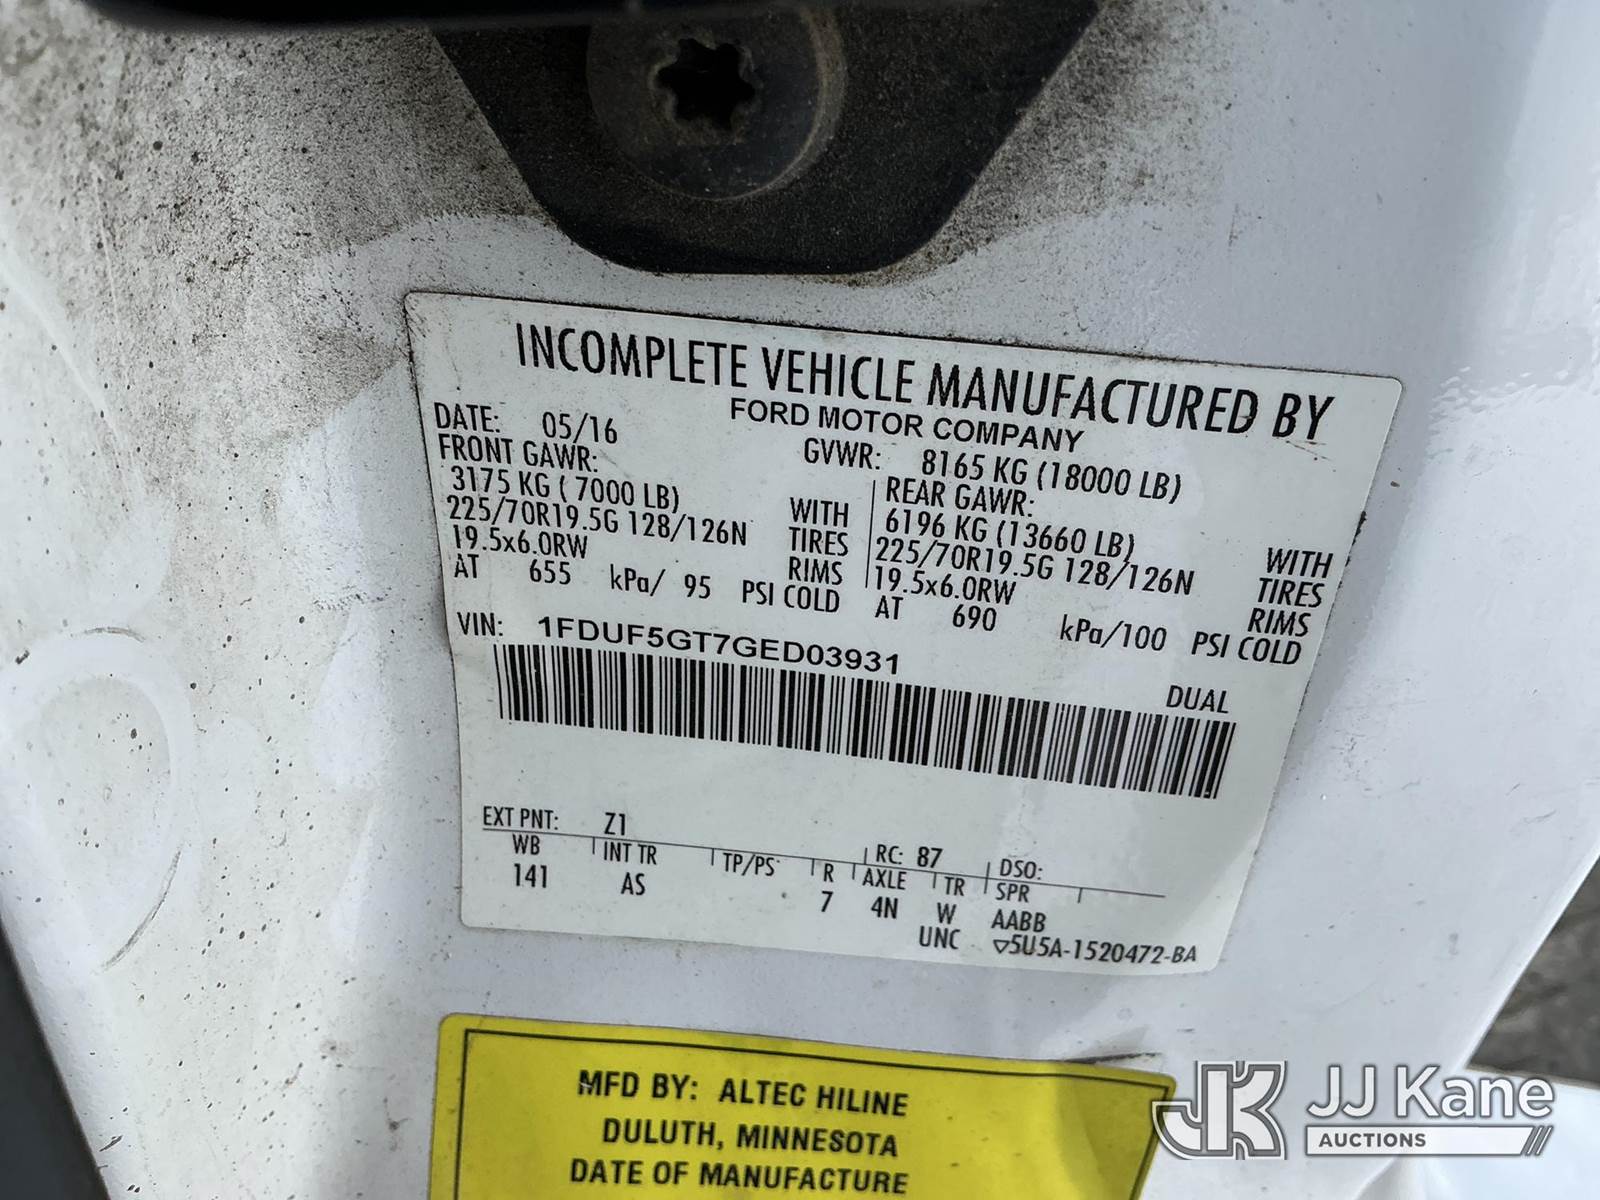 INCOMPLETE VEHICLE MANUFACTURED BY
FORD MOTOR COMPANY
DATE: 05/16 GVWR: 8165 KG (18000 LB)
FRONT GAWR: REAR GAWR:
3175 KG ( 7000 LB) WITH 6196 KG (13660 LB) WITH
225/70R19.5G 128/126N TIRES 225/70R19.5G 128/126N TIRES
19.5x6.0RW RIMS 19.5x6.0RW RIMS
AT 655 kPa/ 95 PSI COLD AT 690 kPa/100 PSI COLD
VIN: 1FDUF5GT7GED03931
DUAL
EXT PNT: Z1 RC: 87 DSO:
WB INT TR TP/PS R AXLE TR SPR
141 AS 7 4N W AABB
UNC ▽5U5A-1520472-BA
MFD BY: ALTEC HILINE
DULUTH, MINNESOTA
DATE OF MANUFACTURE
JK JJ Kane
AUCTIONS